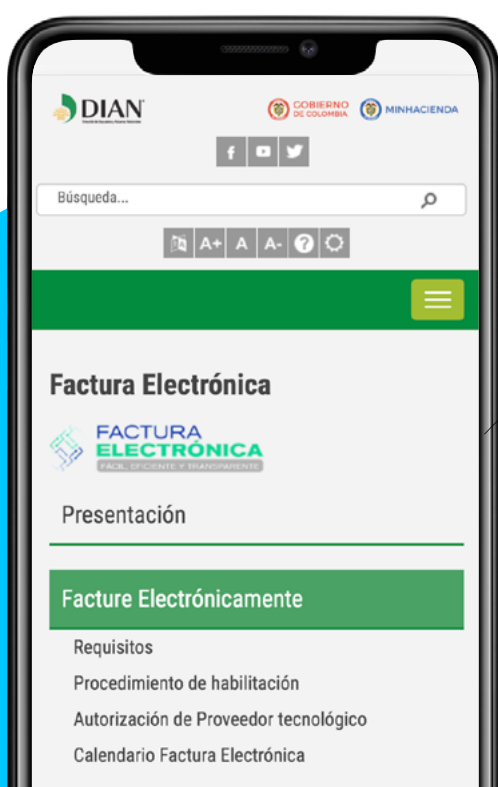 DIAN
GOBIERNO
DE COLOMBIA
MINHACIENDA
Búsqueda...
A+ A A-
Factura Electrónica
FACTURA
ELECTRÓNICA
FÁCIL, EFICIENTE Y TRANSPARENTE
Presentación
Facture Electrónicamente
Requisitos
Procedimiento de habilitación
Autorización de Proveedor tecnológico
Calendario Factura Electrónica